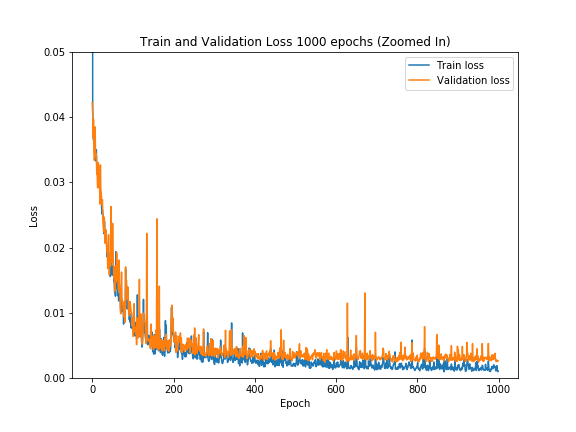 Train and Validation Loss 1000 epochs (Zoomed In)
0.05
Train loss
Validation loss
0.04
0.03
Loss
0.02
0.01
0.00
0 200 400 600 800 1000
Epoch